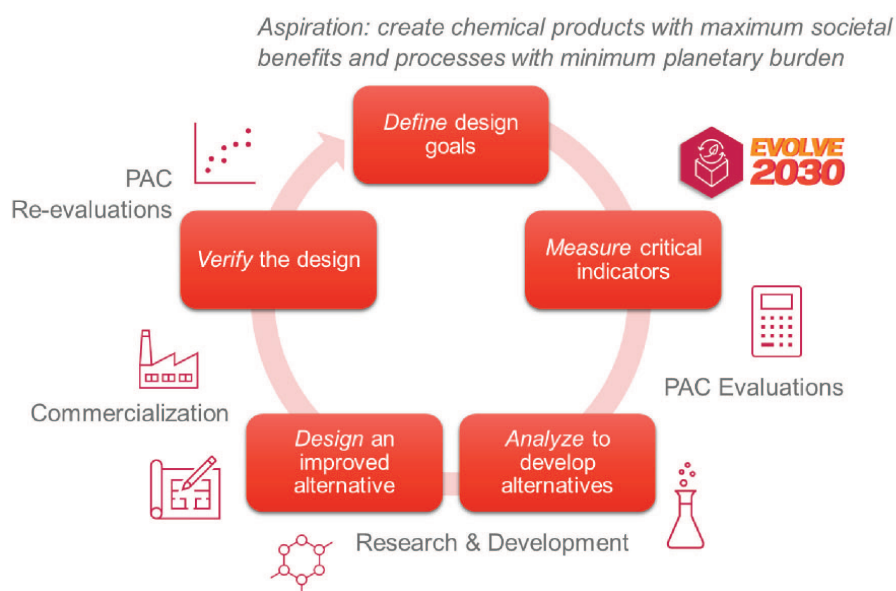 Aspiration: create chemical products with maximum societal
benefits and processes with minimum planetary burden
Define design
goals
EVOLVE
2030
Measure critical
indicators
PAC Evaluations
Analyze to
develop
alternatives
Research & Development
Design an
improved
alternative
Commercialization
Verify the design
PAC
Re-evaluations